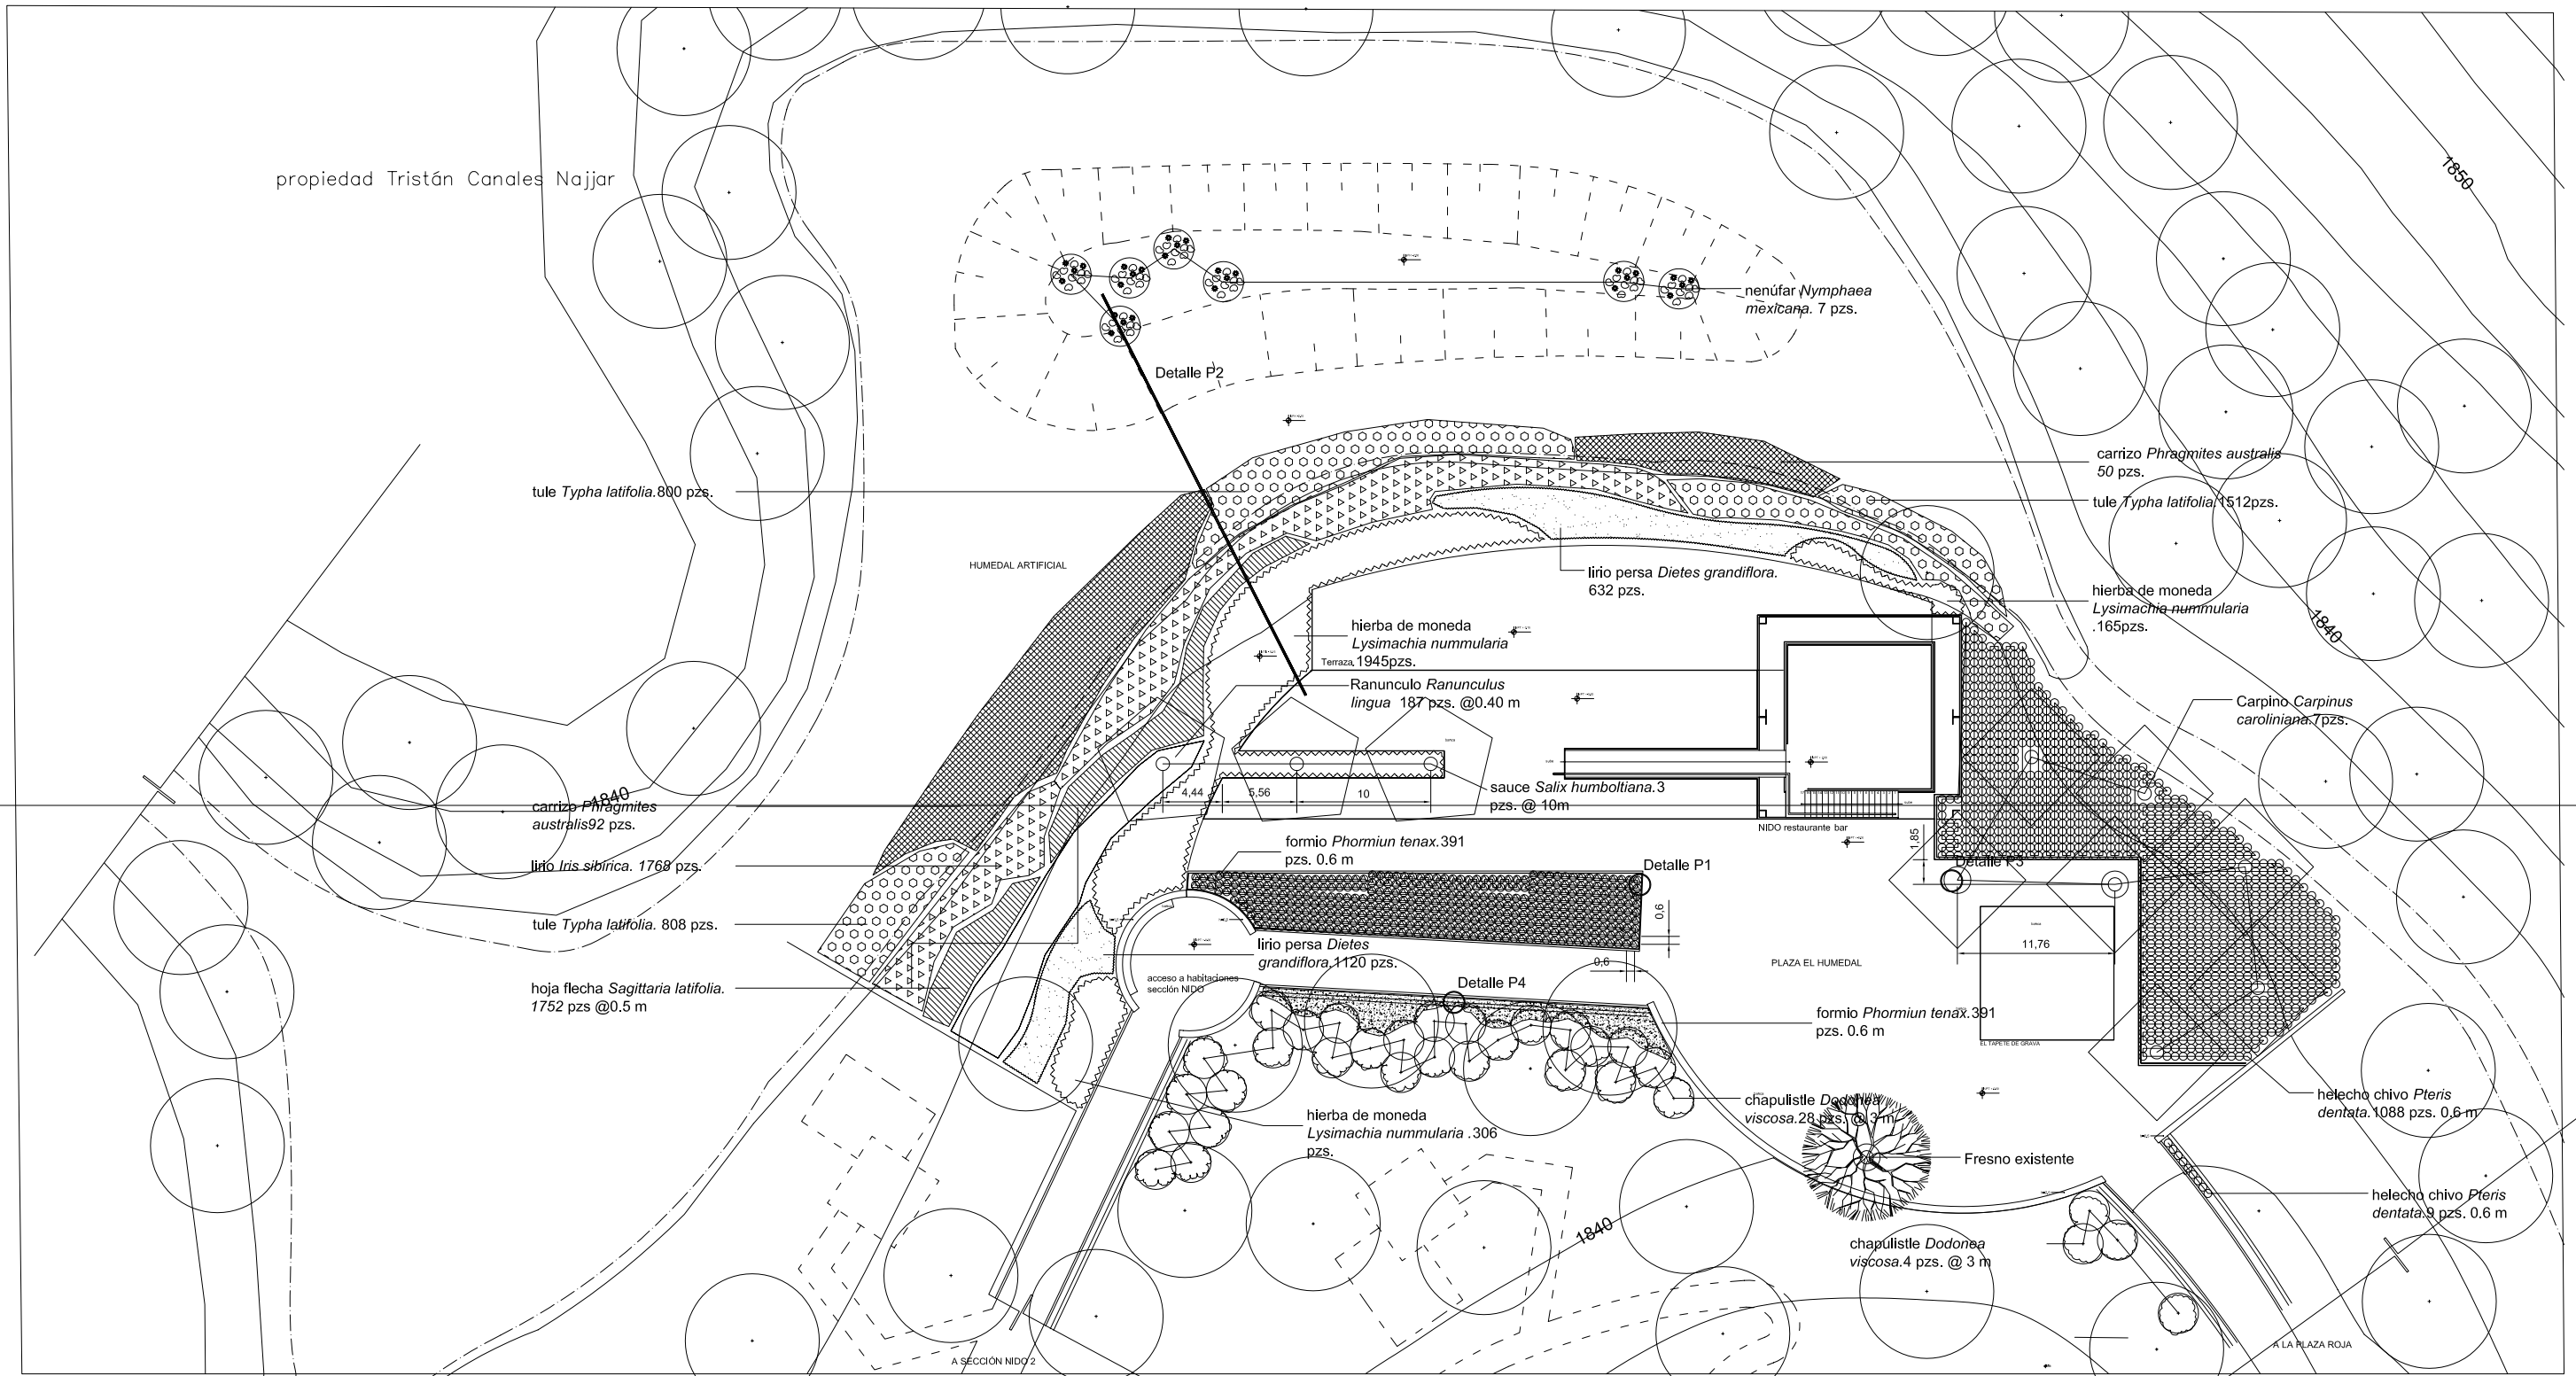 propiedad Tristán Canales Najjar
1850
nenúfar Nymphaea
mexicana. 7 pzs.
Detalle P2
carrizo Phragmites australis
50 pzs.
tule Typha latifolia.800 pzs.
tule Typha latifolia.1512pzs.
HUMEDAL ARTIFICIAL
lirio persa Dietes grandiflora.
632 pzs.
hierba de moneda
Lysimachia nummularia
.165pzs.
1840
hierba de moneda
Lysimachia nummularia
Terraza
.1945pzs.
Ranunculo Ranunculus
lingua 187 pzs. @0.40 m
Carpino Carpinus
caroliniana.7pzs.
sauce Salix humboltiana.3
pzs. @ 10m
4,44
5,56
10
1840
carrizo Phragmites
australis92 pzs.
NIDO restaurante bar
1,85
formio Phormiun tenax.391
pzs. 0.6 m
Detalle P1
Detalle P3
lirio Iris sibirica. 1768 pzs.
0,6
tule Typha latifolia. 808 pzs.
lirio persa Dietes
grandiflora.1120 pzs.
11,76
0,6
PLAZA EL HUMEDAL
acceso a habitaciones
sección NIDO
Detalle P4
hoja flecha Sagittaria latifolia.
1752 pzs @0.5 m
formio Phormiun tenax.391
pzs. 0.6 m
EL TAPETE DE GRAVA
chapulistle Dodonea
viscosa.28 pzs. @ 3 m
helecho chivo Pteris
dentata.1088 pzs. 0.6 m
hierba de moneda
Lysimachia nummularia .306
pzs.
Fresno existente
helecho chivo Pteris
dentata.9 pzs. 0.6 m
1840
chapulistle Dodonea
viscosa.4 pzs. @ 3 m
A SECCIÓN NIDO 2
A LA PLAZA ROJA